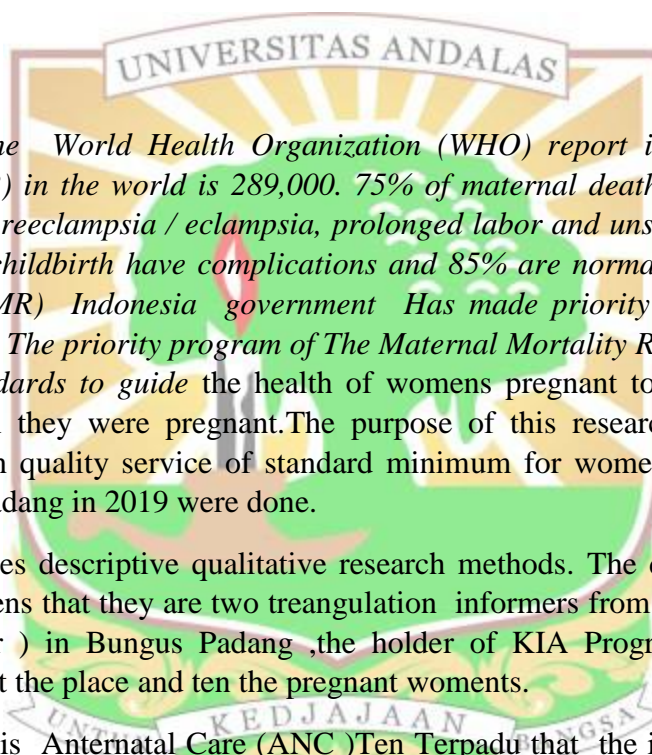 UNIVERSITAS ANDALAS
World Health Organization (WHO) report
in the world is 289,000. 75% of maternal death
reeclampsia / eclampsia, prolonged labor and uns
childbirth have complications and 85% are norma
MR) Indonesia government Has made priority
The priority program of The Maternal Mortality R
dards to guide the health of womens pregnant to
they were pregnant.The purpose of this resear
quality service of standard minimum for wome
adang in 2019 were done.
es descriptive qualitative research methods. The
ens that they are two treangulation informers from
r ) in Bungus Padang ,the holder of KIA Progr
t the place and ten the pregnant woments.
KEDJAJAAN BANGSA
is Anternatal Care (ANC )Ten Terpadu that the i